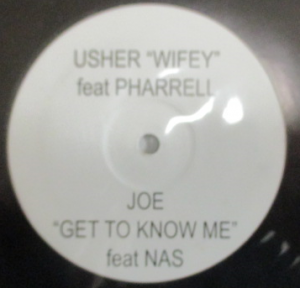 USHER "WIFEY"
feat PHARRELL
JOE
"GET TO KNOW ME"
feat NAS